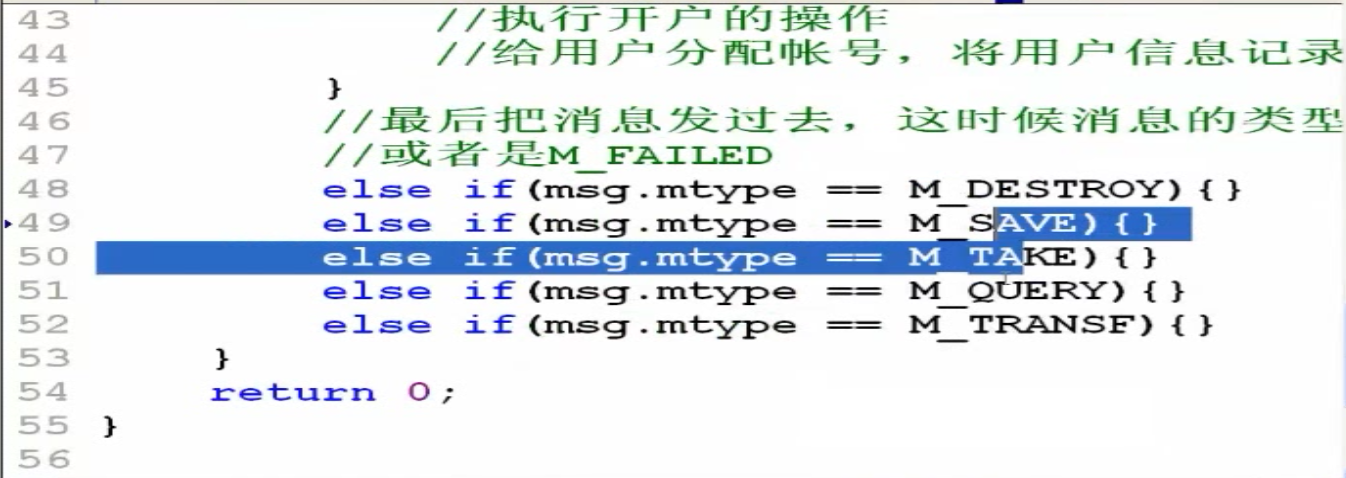 43 //执行开户的操作
44 //给用户分配帐号，将用户信息记录
45 }
46 //最后把消息发过去，这时候消息的类型
47 //或者是M_FAILED
48 else if(msg.mtype == M_DESTROY){}
49 else if(msg.mtype == M_SAVE){}
50 else if(msg.mtype == M_TAKE){}
51 else if(msg.mtype == M_QUERY){}
52 else if(msg.mtype == M_TRANSF){}
53 }
54 return 0;
55 }
56